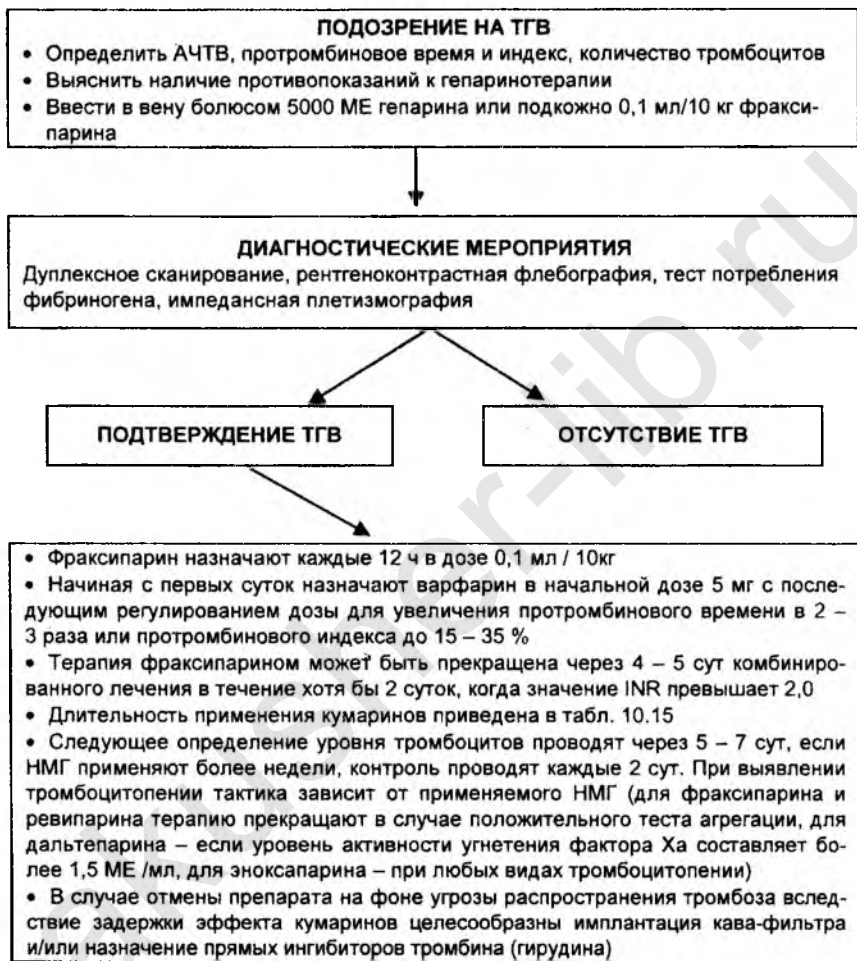 ПОДОЗРЕНИЕ НА ТГВ
• Определить АЧТВ, протромбиновое время и индекс, количество тромбоцитов
• Выяснить наличие противопоказаний к гепаринотерапии
• Ввести в вену болюсом 5000 МЕ гепарина или подкожно 0,1 мл/10 кг фракси-
парина
ДИАГНОСТИЧЕСКИЕ МЕРОПРИЯТИЯ
Дуплексное сканирование, рентгеноконтрастная флебография, тест потребления
фибриногена, импедансная плетизмография
ПОДТВЕРЖДЕНИЕ ТГВ
ОТСУТСТВИЕ ТГВ
• Фраксипарин назначают каждые 12 ч в дозе 0,1 мл / 10кг
• Начиная с первых суток назначают варфарин в начальной дозе 5 мг с после-
дующим регулированием дозы для увеличения протромбинового времени в 2 –
3 раза или протромбинового индекса до 15 – 35 %
• Терапия фраксипарином может быть прекращена через 4 – 5 сут комбиниро-
ванного лечения в течение хотя бы 2 суток, когда значение INR превышает 2,0
• Длительность применения кумаринов приведена в табл. 10.15
• Следующее определение уровня тромбоцитов проводят через 5 – 7 сут, если
НМГ применяют более недели, контроль проводят каждые 2 сут. При выявлении
тромбоцитопении тактика зависит от применяемого НМГ (для фраксипарина и
ревипарина терапию прекращают в случае положительного теста агрегации, для
дальтепарина – если уровень активности угнетения фактора Ха составляет бо-
лее 1,5 МЕ /мл, для эноксапарина – при любых видах тромбоцитопении)
• В случае отмены препарата на фоне угрозы распространения тромбоза вслед-
ствие задержки эффекта кумаринов целесообразны имплантация кава-фильтра
и/или назначение прямых ингибиторов тромбина (гирудина)
akusher-lib.ru